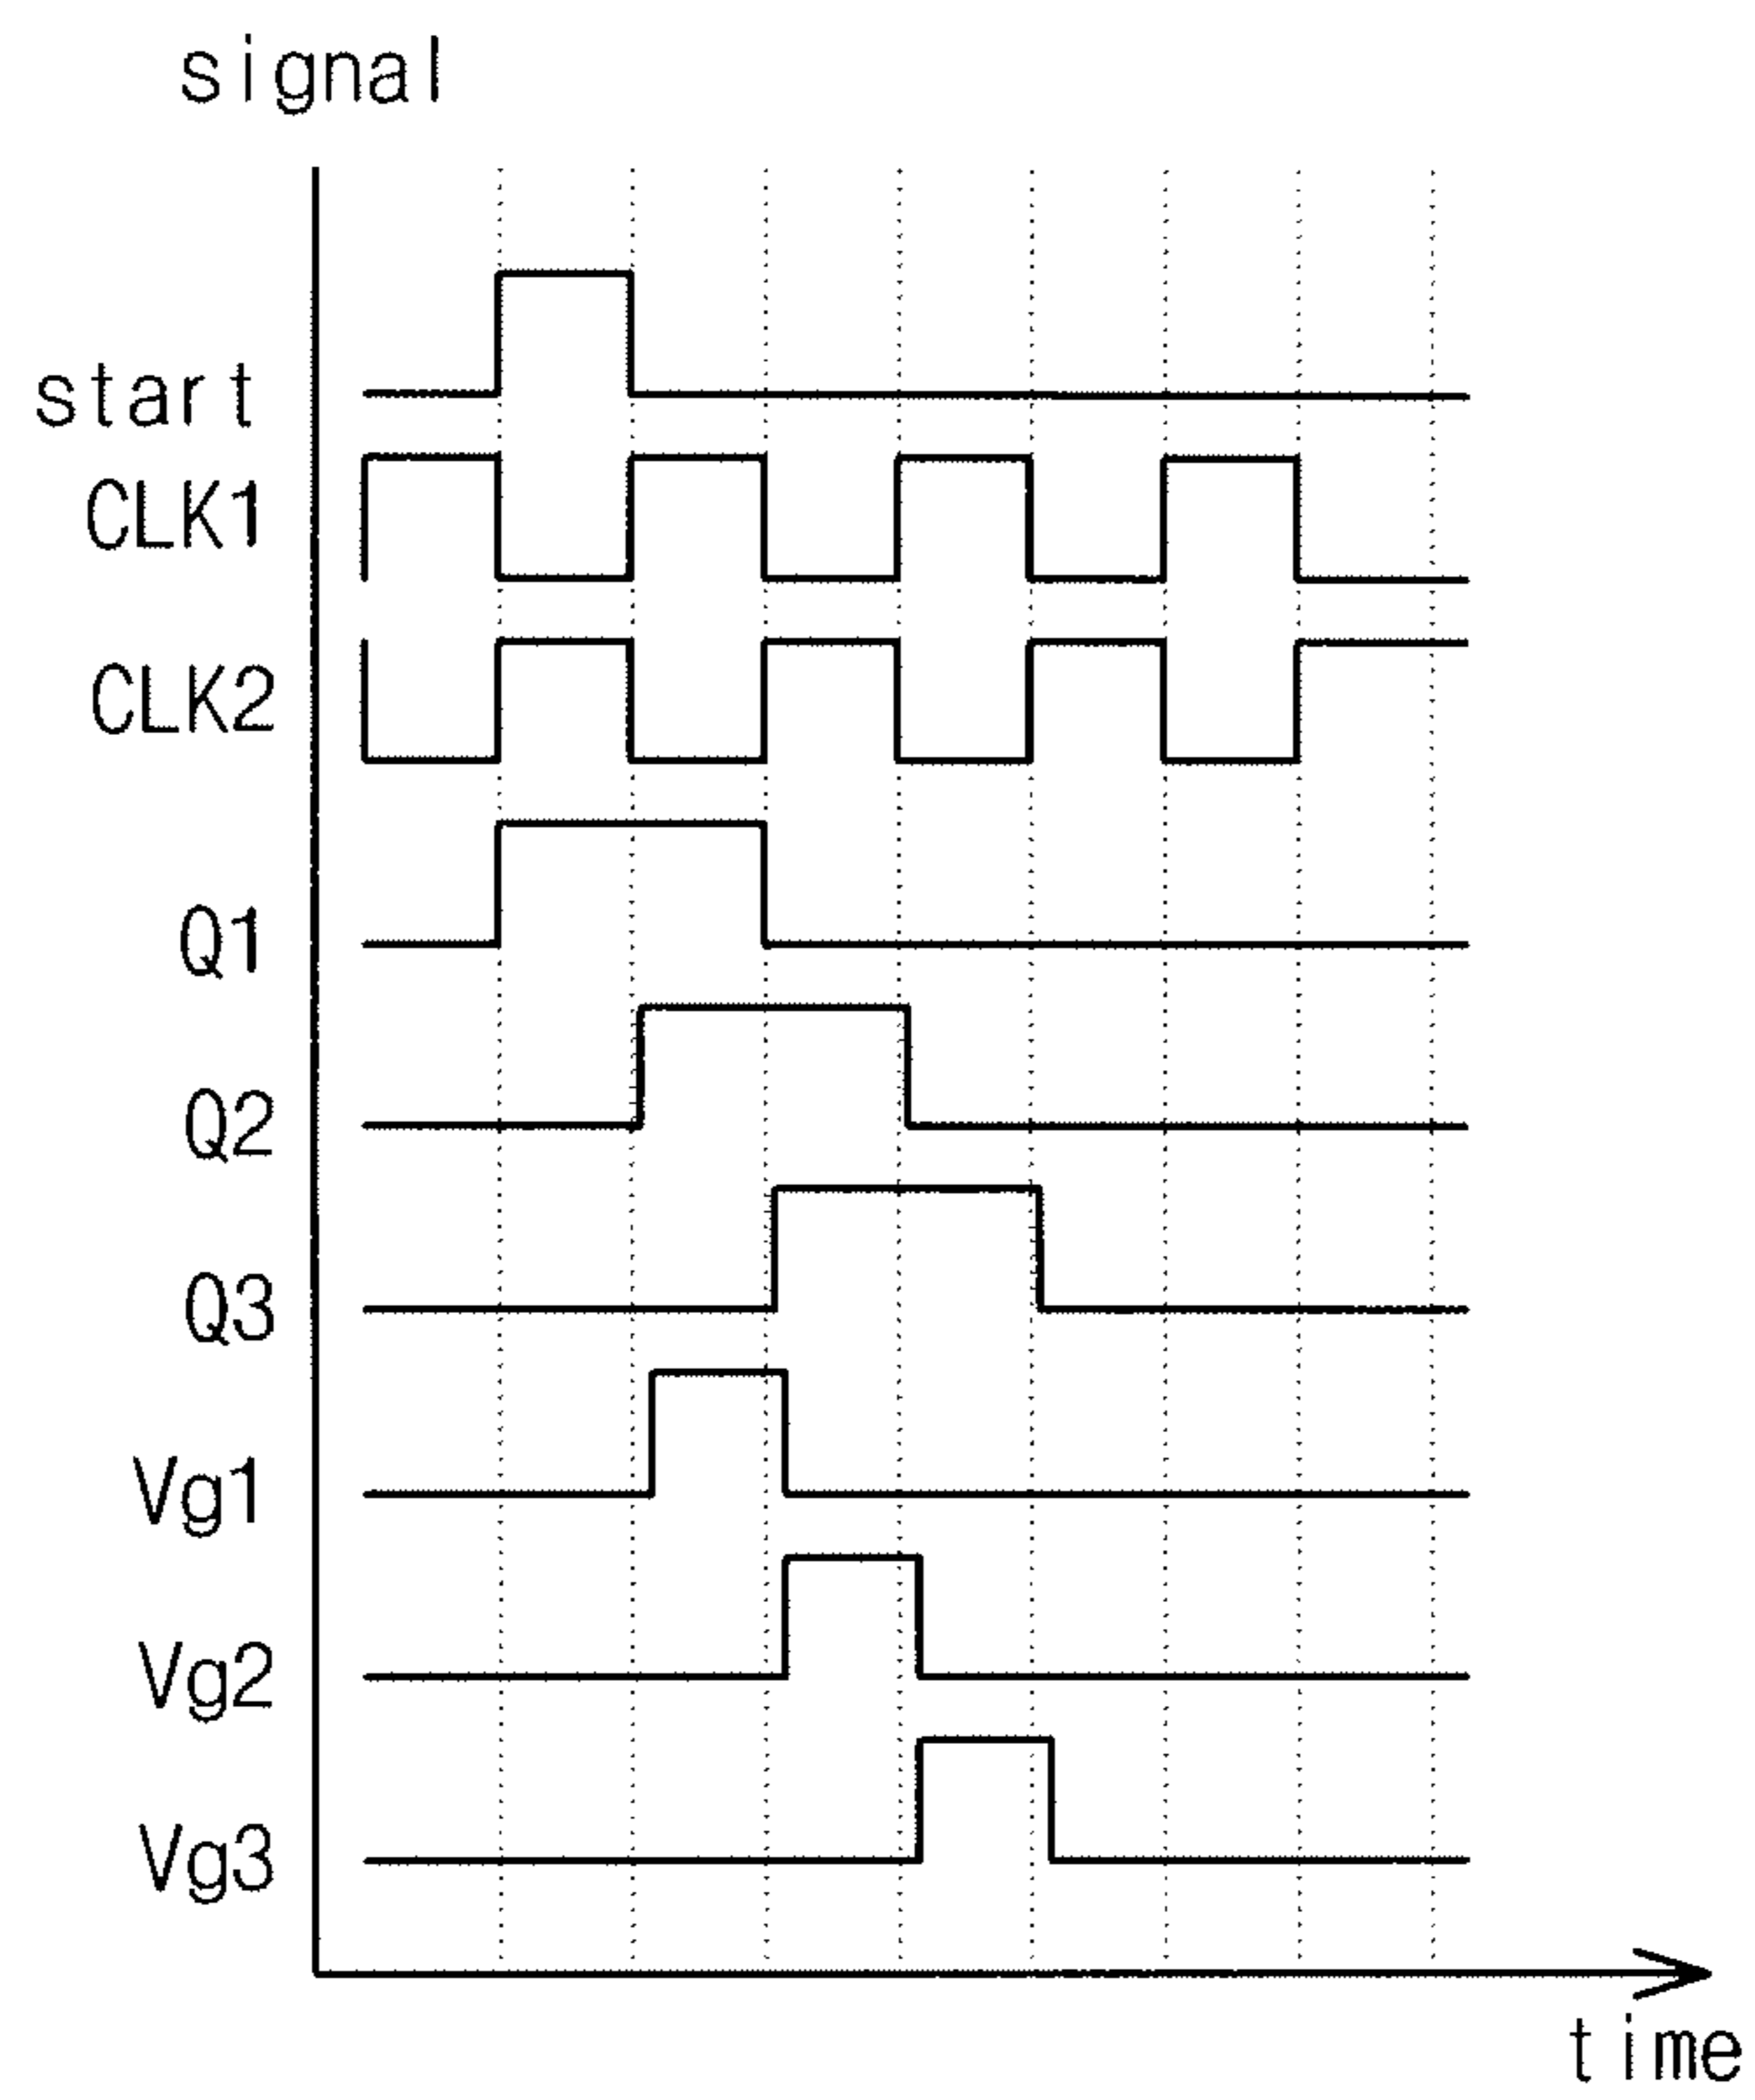 signal
start
CLK1
CLK2
Q1
Q2
Q3
Vg1
Vg2
Vg3
time